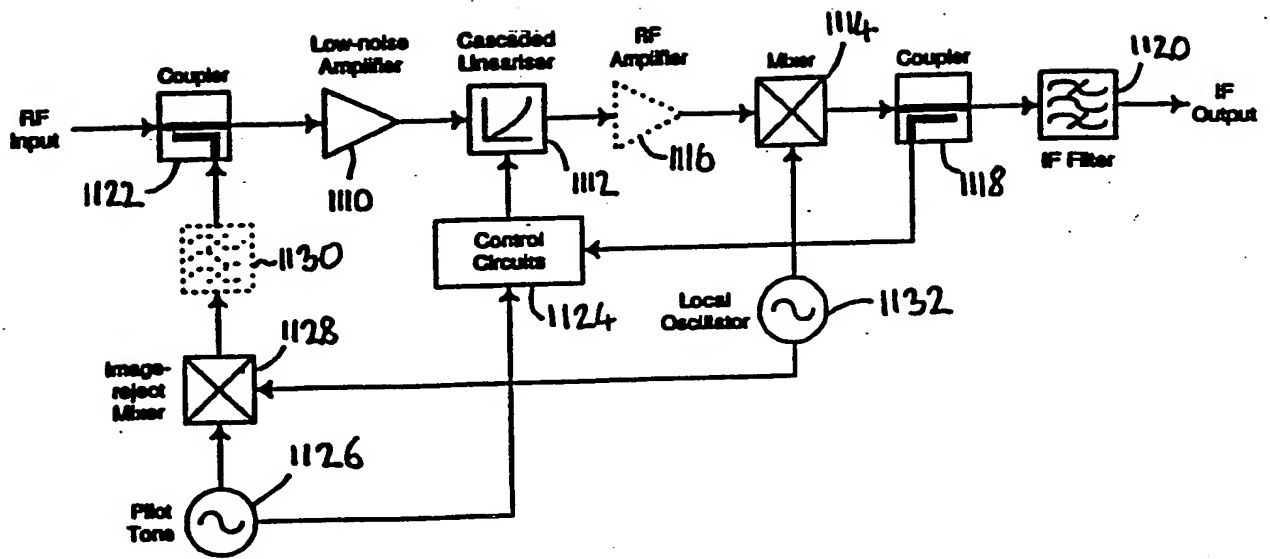 RF
Input
Coupler
1122
Low-noise
Amplifier
1110
Cascaded
Lineariser
1112
RF
Amplifier
1116
Mixer
1114
Coupler
1118
1120
IF Filter
IF
Output
1130
Control
Circuits
1124
Local
Oscillator
1132
Image-
reject
Mixer
1128
Pilot
Tone
1126